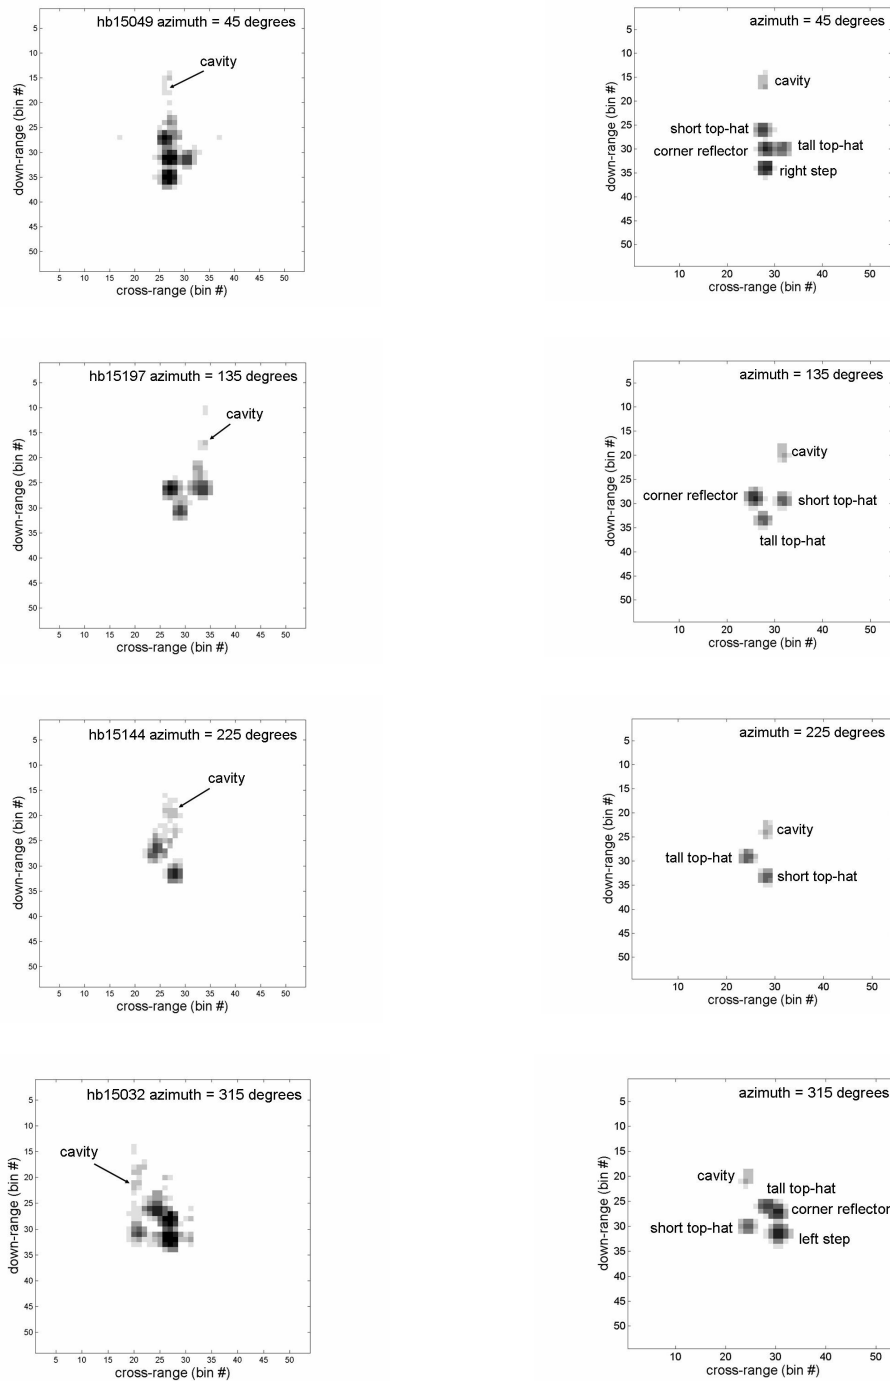 hb15049 azimuth = 45 degrees
cavity
down-range (bin #)
5
10
15
20
25
30
35
40
45
50
5 10 15 20 25 30 35 40 45 50
cross-range (bin #)
azimuth = 45 degrees
cavity
short top-hat
corner reflector
tall top-hat
right step
down-range (bin #)
5
10
15
20
25
30
35
40
45
50
10 20 30 40 50
cross-range (bin #)
hb15197 azimuth = 135 degrees
cavity
down-range (bin #)
5
10
15
20
25
30
35
40
45
50
5 10 15 20 25 30 35 40 45 50
cross-range (bin #)
azimuth = 135 degrees
cavity
corner reflector
short top-hat
tall top-hat
down-range (bin #)
5
10
15
20
25
30
35
40
45
50
10 20 30 40 50
cross-range (bin #)
hb15144 azimuth = 225 degrees
cavity
down-range (bin #)
5
10
15
20
25
30
35
40
45
50
5 10 15 20 25 30 35 40 45 50
cross-range (bin #)
azimuth = 225 degrees
cavity
tall top-hat
short top-hat
down-range (bin #)
5
10
15
20
25
30
35
40
45
50
10 20 30 40 50
cross-range (bin #)
hb15032 azimuth = 315 degrees
cavity
down-range (bin #)
5
10
15
20
25
30
35
40
45
50
5 10 15 20 25 30 35 40 45 50
cross-range (bin #)
azimuth = 315 degrees
cavity
tall top-hat
corner reflector
short top-hat
left step
down-range (bin #)
5
10
15
20
25
30
35
40
45
50
10 20 30 40 50
cross-range (bin #)